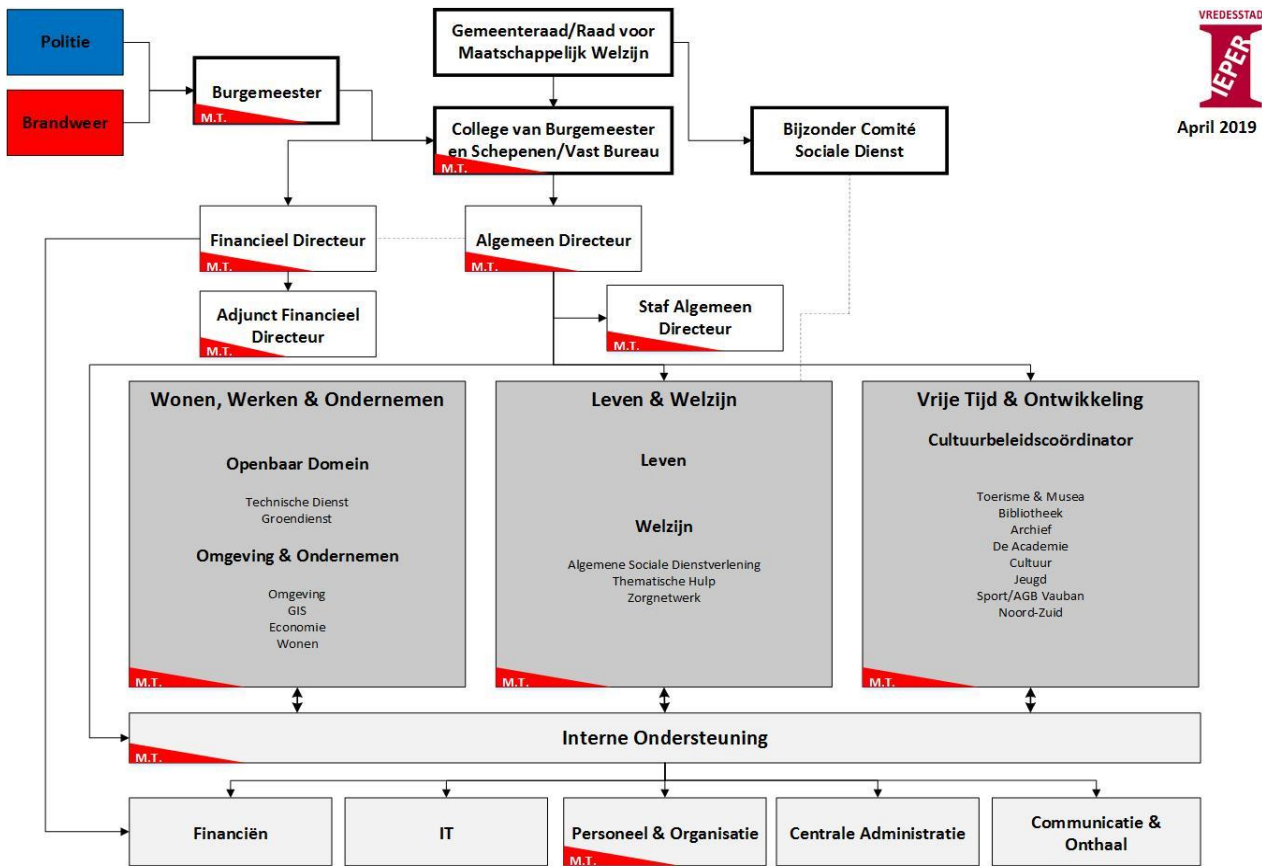 Politie
Brandweer
Burgemeester
M.T.
Gemeenteraad/Raad voor
Maatschappelijk Welzijn
VREDESSTAD
IEPER
April 2019
College van Burgemeester
en Schepenen/Vast Bureau
M.T.
Bijzonder Comité
Sociale Dienst
Financieel Directeur
M.T.
Algemeen Directeur
M.T.
Adjunct Financieel
Directeur
M.T.
Staf Algemeen
Directeur
M.T.
Wonen, Werken & Ondernemen
Openbaar Domein
Technische Dienst
Groendienst
Omgeving & Ondernemen
Omgeving
GIS
Economie
Wonen
M.T.
Leven & Welzijn
Leven
Welzijn
Algemene Sociale Dienstverlening
Thematische Hulp
Zorgnetwerk
M.T.
Vrije Tijd & Ontwikkeling
Cultuurbeleidscoördinator
Toerisme & Musea
Bibliotheek
Archief
De Academie
Cultuur
Jeugd
Sport/AGB Vauban
Noord-Zuid
M.T.
Interne Ondersteuning
M.T.
Financiën
IT
Personeel & Organisatie
M.T.
Centrale Administratie
Communicatie &
Onthaal